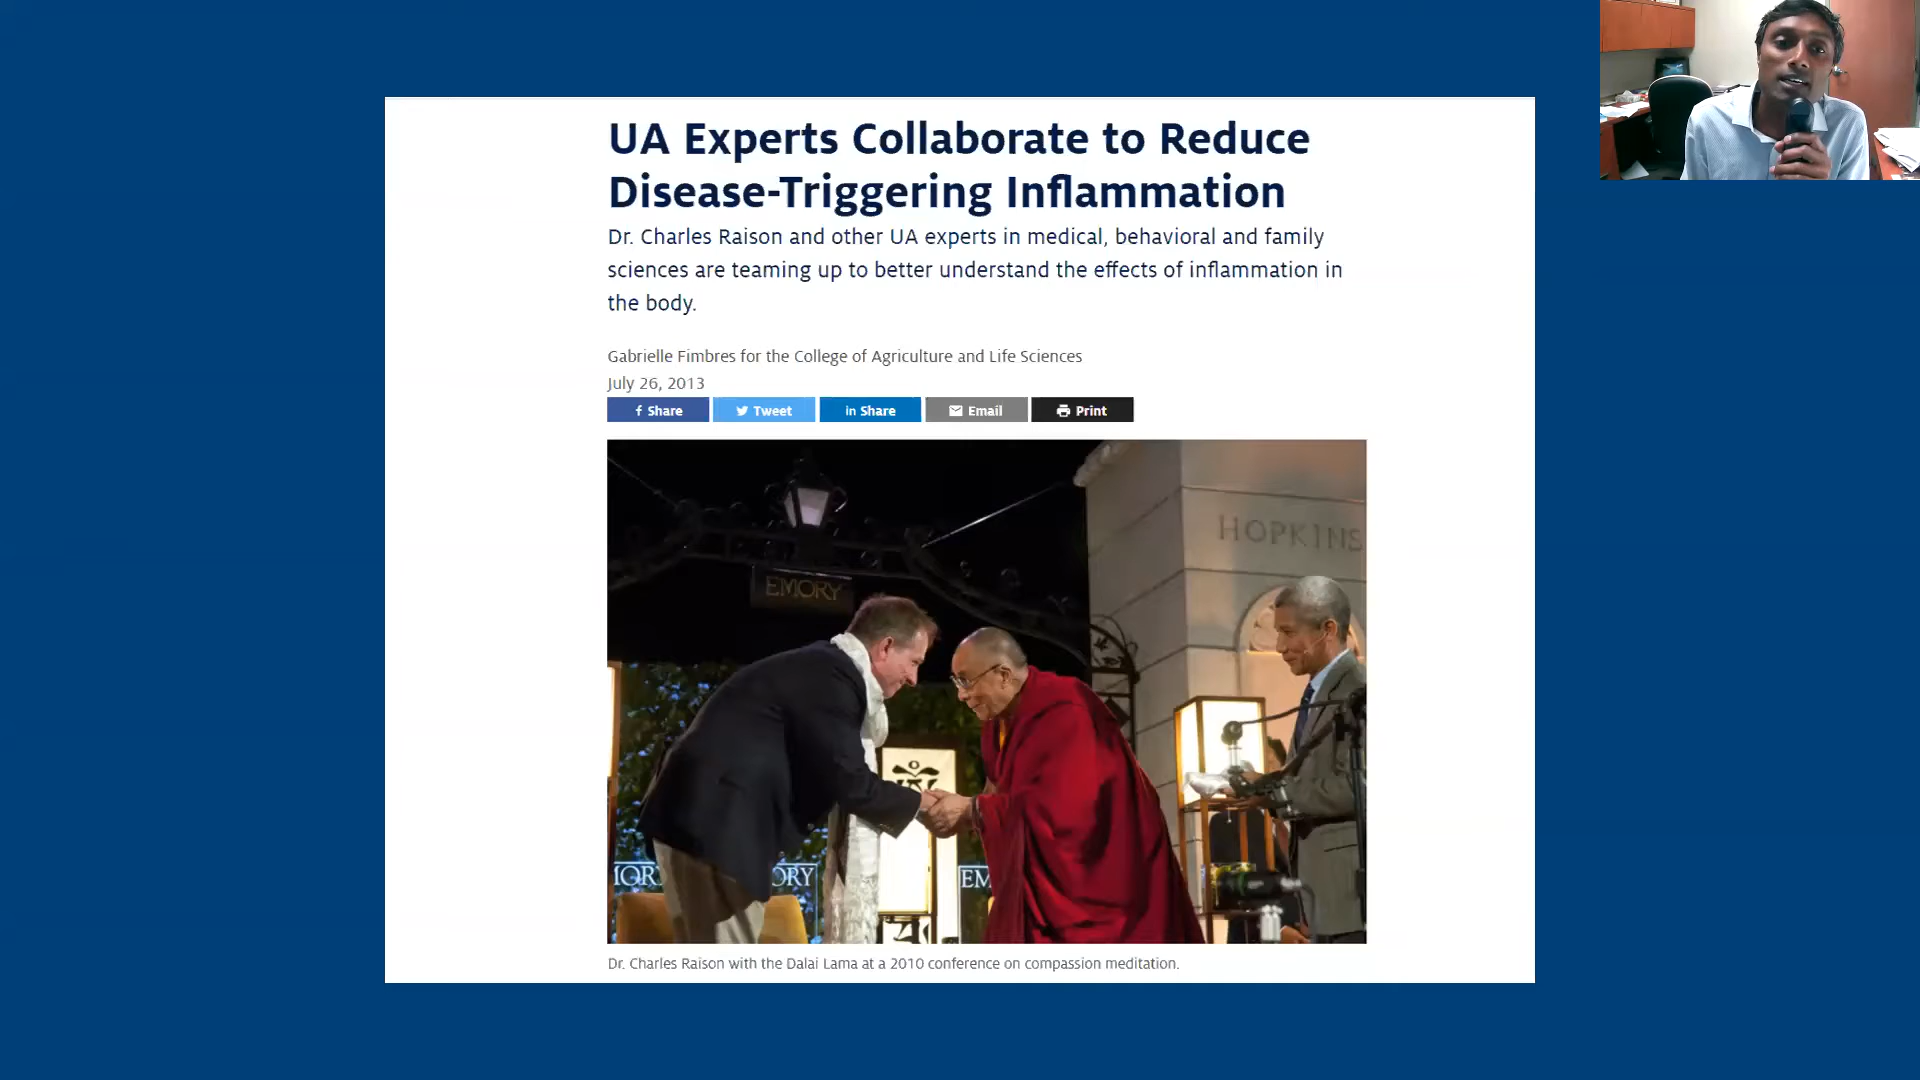 UA Experts Collaborate to Reduce
Disease-Triggering Inflammation
Dr. Charles Raison and other UA experts in medical, behavioral and family
sciences are teaming up to better understand the effects of inflammation in
the body.
Gabrielle Fimbres for the College of Agriculture and Life Sciences
July 26, 2013
f Share
Tweet
in Share
Email
Print
HOPKINS
EMORY
MOR
ORY
EM
Dr. Charles Raison with the Dalai Lama at a 2010 conference on compassion meditation.